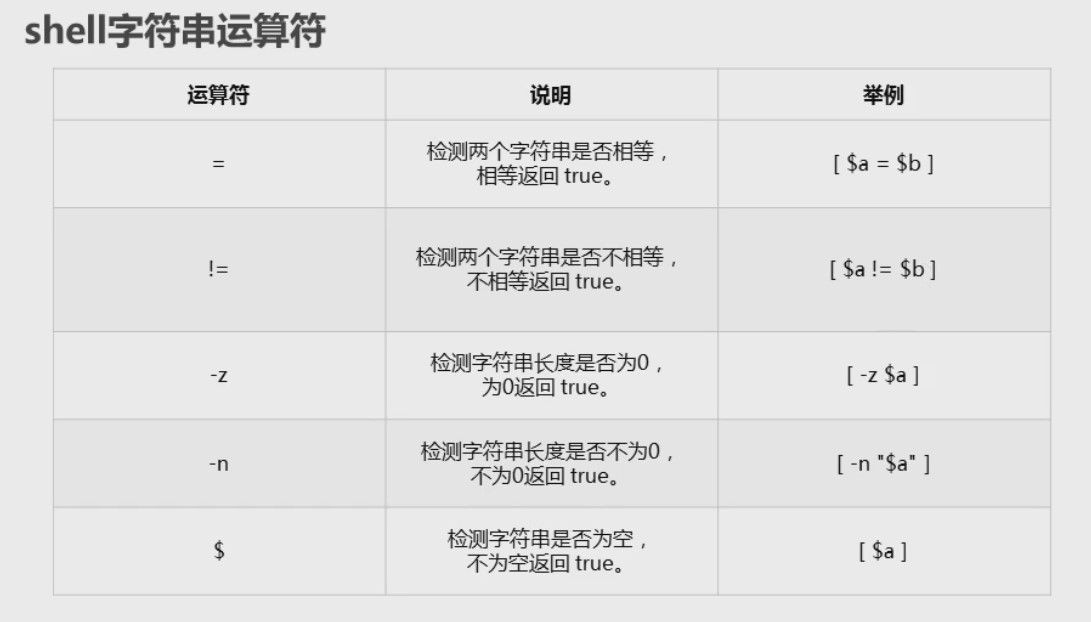 shell字符串运算符
运算符 说明 举例
=
检测两个字符串是否相等，
相等返回 true。
[ $a = $b ]
!=
检测两个字符串是否不相等，
不相等返回 true。
[ $a != $b ]
-z
检测字符串长度是否为0，
为0返回 true。
[ -z $a ]
-n
检测字符串长度是否不为0，
不为0返回 true。
[ -n "$a" ]
$
检测字符串是否为空，
不为空返回 true。
[ $a ]